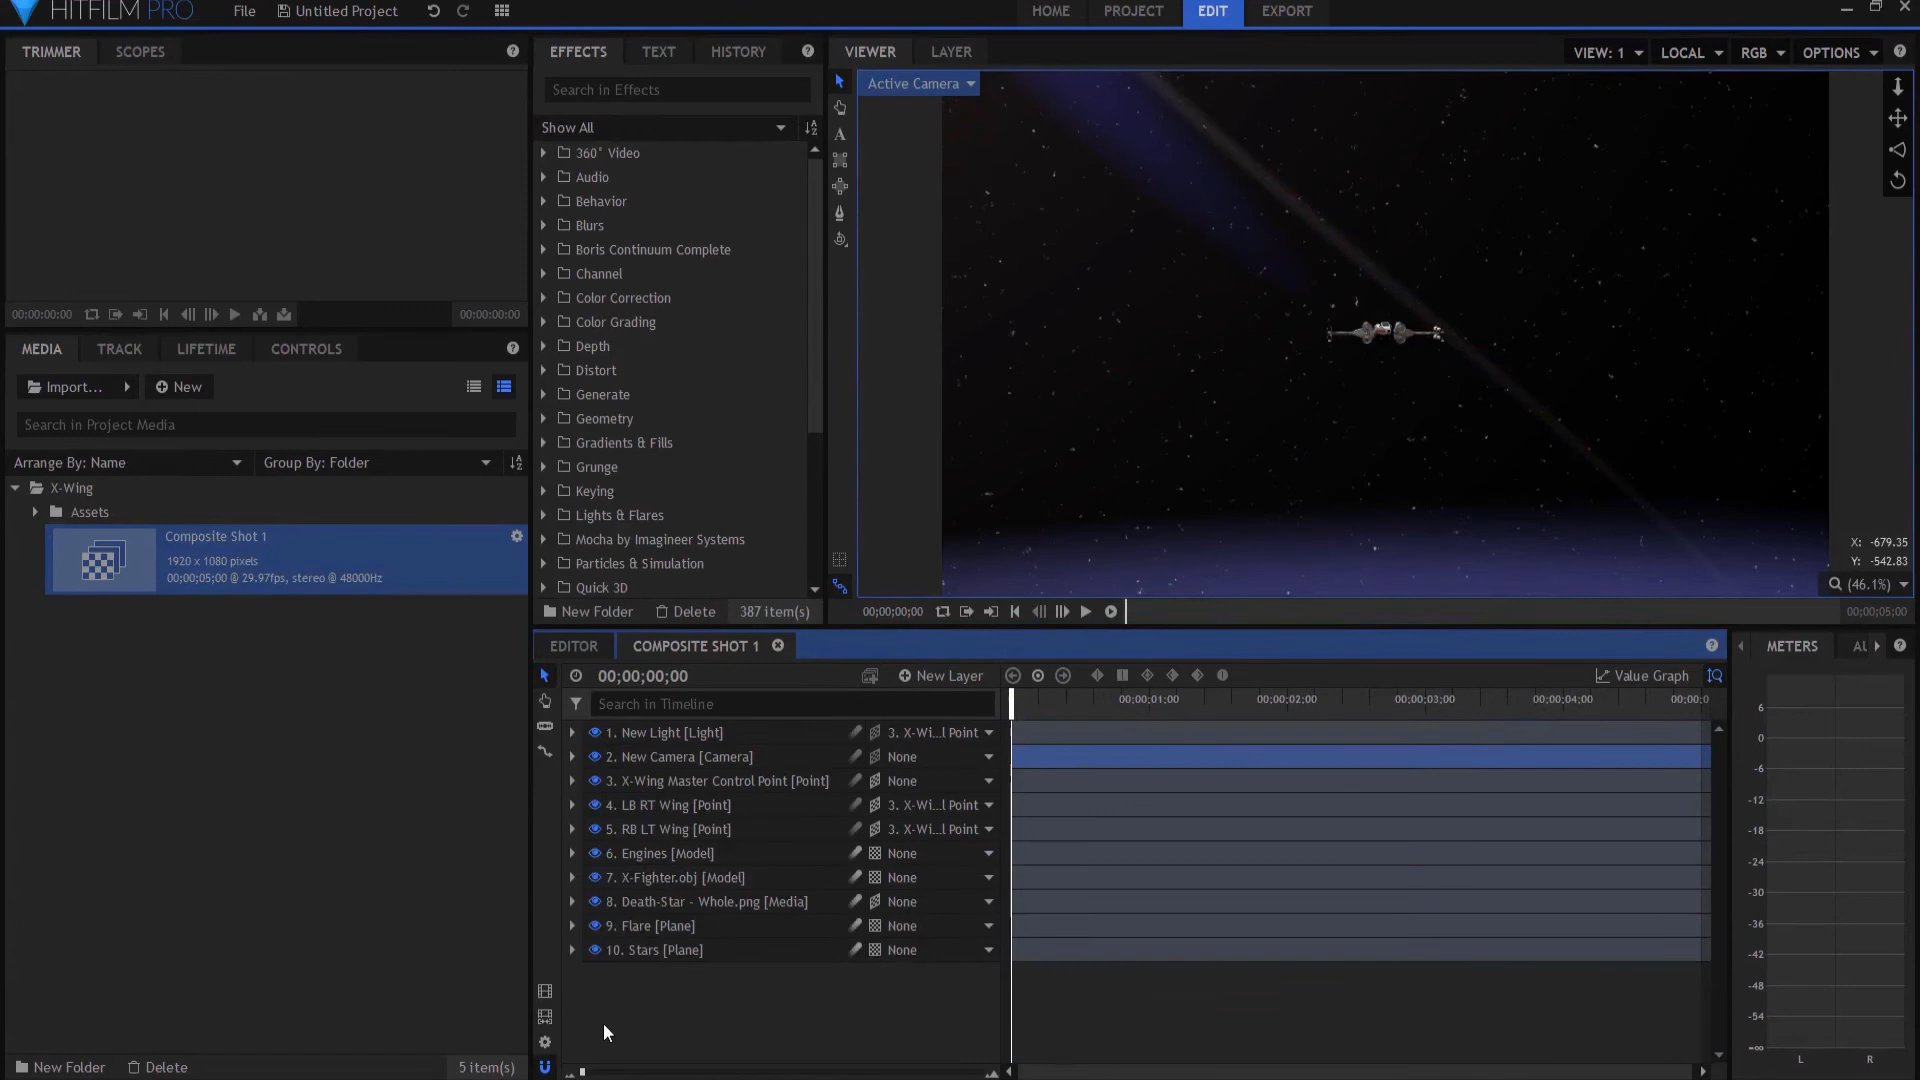 HITFILM PRO
File
Untitled Project
HOME
PROJECT
EDIT
EXPORT
TRIMMER
SCOPES
00:00:00:00
00:00:00:00
MEDIA
TRACK
LIFETIME
CONTROLS
Import...
New
Search in Project Media
Arrange By: Name
Group By: Folder
X-Wing
Assets
Composite Shot 1
1920 x 1080 pixels
00;00;05;00 @ 29.97fps, stereo @ 48000Hz
New Folder
Delete
5 item(s)
EFFECTS
TEXT
HISTORY
Search in Effects
Show All
360° Video
Audio
Behavior
Blurs
Boris Continuum Complete
Channel
Color Correction
Color Grading
Depth
Distort
Generate
Geometry
Gradients & Fills
Grunge
Keying
Lights & Flares
Mocha by Imagineer Systems
Particles & Simulation
Quick 3D
New Folder
Delete
387 item(s)
VIEWER
LAYER
VIEW: 1
LOCAL
RGB
OPTIONS
Active Camera
X: -679.35
Y: -542.83
(46.1%)
00;00;00;00
00;00;05;00
EDITOR
COMPOSITE SHOT 1
00;00;00;00
New Layer
Value Graph
Search in Timeline
00;00;01;00
00;00;02;00
00;00;03;00
00;00;04;00
00;00;0
1. New Light [Light]
3. X-Wi...l Point
2. New Camera [Camera]
None
3. X-Wing Master Control Point [Point]
None
4. LB RT Wing [Point]
3. X-Wi...l Point
5. RB LT Wing [Point]
3. X-Wi...l Point
6. Engines [Model]
None
7. X-Fighter.obj [Model]
None
8. Death-Star - Whole.png [Media]
None
9. Flare [Plane]
None
10. Stars [Plane]
None
METERS
AU
6
0
-6
-12
-18
-24
-30
-36
-42
-48
-54
-∞
L
R